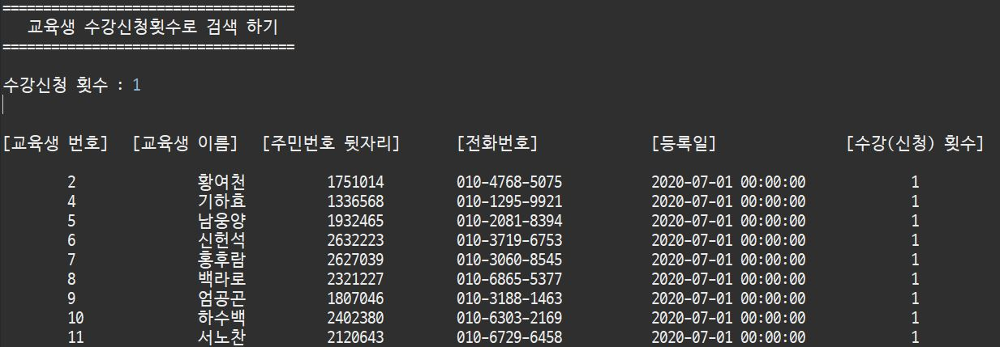 ====================================
교육생 수강신청횟수로 검색 하기
====================================
수강신청 횟수 : 1
[교육생 번호] [교육생 이름] [주민번호 뒷자리] [전화번호] [등록일] [수강(신청) 횟수]
2 황여천 1751014 010-4768-5075 2020-07-01 00:00:00 1
4 기하효 1336568 010-1295-9921 2020-07-01 00:00:00 1
5 남웅양 1932465 010-2081-8394 2020-07-01 00:00:00 1
6 신헌석 2632223 010-3719-6753 2020-07-01 00:00:00 1
7 홍후람 2627039 010-3060-8545 2020-07-01 00:00:00 1
8 백라로 2321227 010-6865-5377 2020-07-01 00:00:00 1
9 엄공곤 1807046 010-3188-1463 2020-07-01 00:00:00 1
10 하수백 2402380 010-6303-2169 2020-07-01 00:00:00 1
11 서노찬 2120643 010-6729-6458 2020-07-01 00:00:00 1